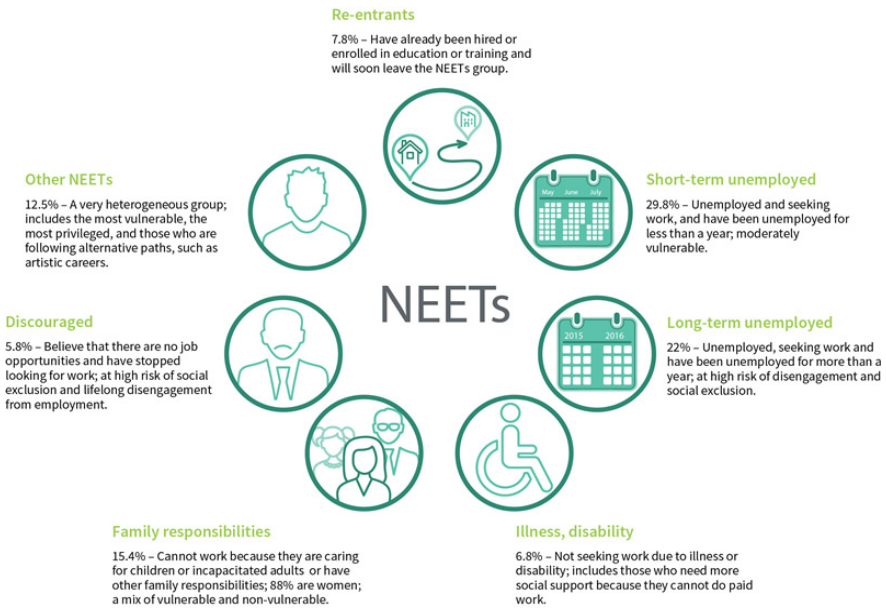 Re-entrants
7.8% – Have already been hired or
enrolled in education or training and
will soon leave the NEETs group.
Other NEETs
12.5% – A very heterogeneous group;
includes the most vulnerable, the
most privileged, and those who are
following alternative paths, such as
artistic careers.
May June July
Short-term unemployed
29.8% – Unemployed and seeking
work, and have been unemployed for
less than a year; moderately
vulnerable.
NEETs
Discouraged
5.8% – Believe that there are no job
opportunities and have stopped
looking for work; at high risk of social
exclusion and lifelong disengagement
from employment.
2015 2016
Long-term unemployed
22% – Unemployed, seeking work and
have been unemployed for more than a
year; at high risk of disengagement and
social exclusion.
Family responsibilities
15.4% – Cannot work because they are caring
for children or incapacitated adults or have
other family responsibilities; 88% are women;
a mix of vulnerable and non-vulnerable.
Illness, disability
6.8% – Not seeking work due to illness or
disability; includes those who need more
social support because they cannot do paid
work.